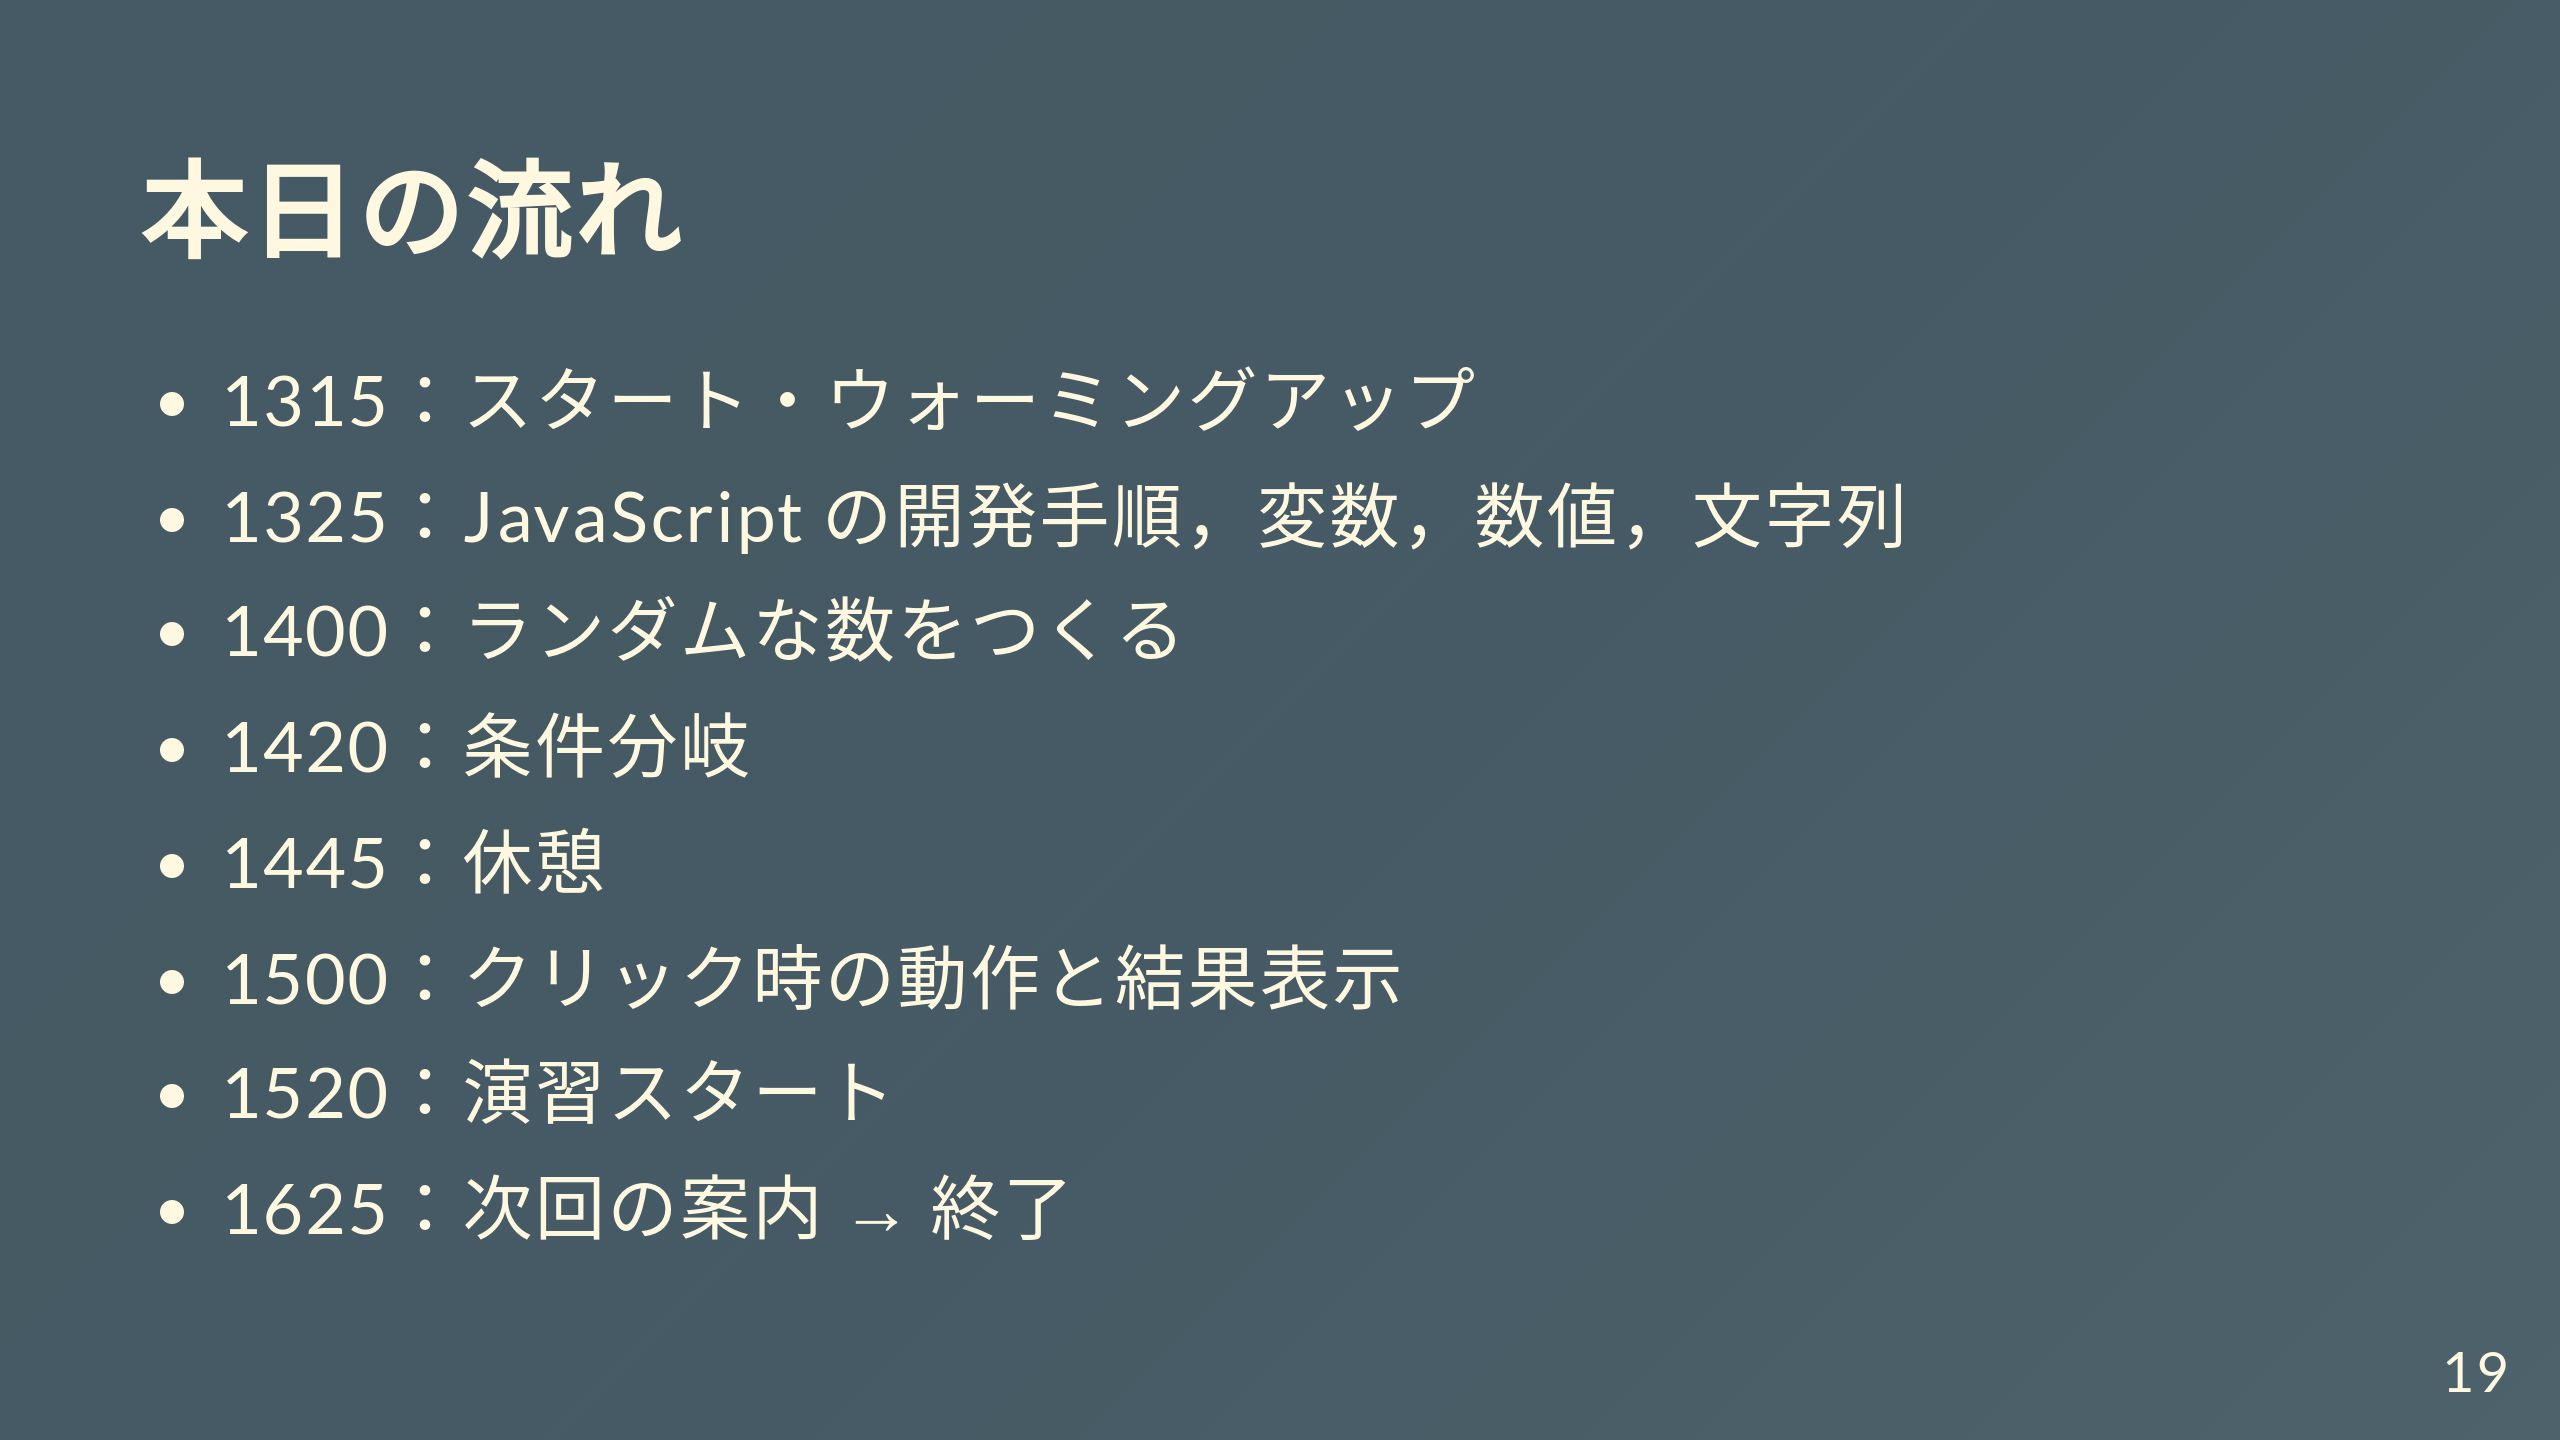 本日の流れ
• 1315：スタート・ウォーミングアップ
• 1325：JavaScript の開発手順，変数，数値，文字列
• 1400：ランダムな数をつくる
• 1420：条件分岐
• 1445：休憩
• 1500：クリック時の動作と結果表示
• 1520：演習スタート
• 1625：次回の案内 → 終了
19